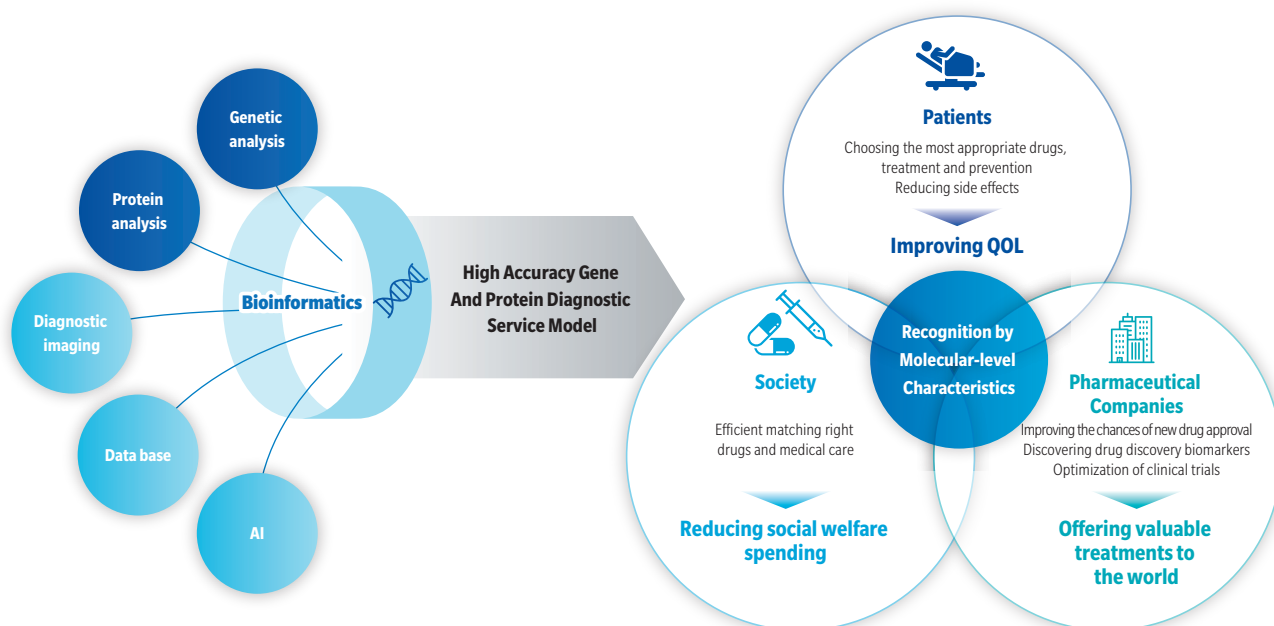 Genetic
analysis
Protein
analysis
Diagnostic
imaging
Data base
AI
Bioinformatics
High Accuracy Gene
And Protein Diagnostic
Service Model
Patients
Choosing the most appropriate drugs,
treatment and prevention
Reducing side effects
Improving QOL
Recognition by
Molecular-level
Characteristics
Society
Efficient matching right
drugs and medical care
Reducing social welfare
spending
Pharmaceutical
Companies
Improving the chances of new drug approval
Discovering drug discovery biomarkers
Optimization of clinical trials
Offering valuable
treatments to
the world